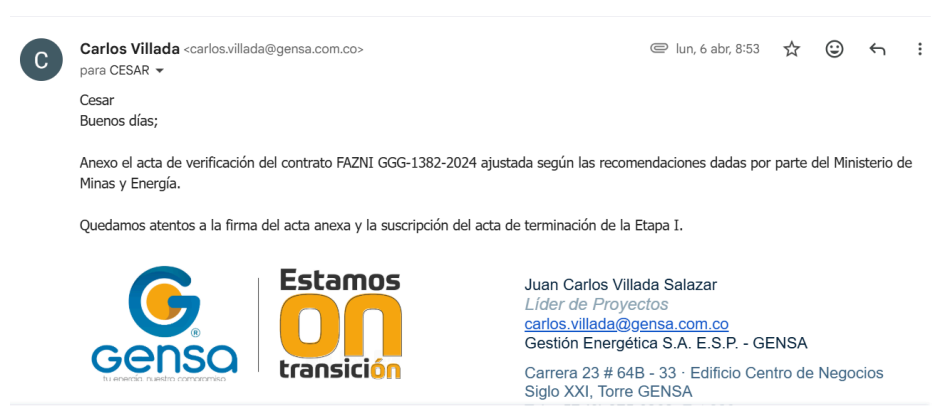 C
Carlos Villada <carlos.villada@gensa.com.co>
lun, 6 abr, 8:53
para CESAR
Cesar
Buenos días;
Anexo el acta de verificación del contrato FAZNI GGG-1382-2024 ajustada según las recomendaciones dadas por parte del Ministerio de
Minas y Energía.
Quedamos atentos a la firma del acta anexa y la suscripción del acta de terminación de la Etapa I.
Gensa
tu energía, nuestro compromiso
Estamos
on
transición
Juan Carlos Villada Salazar
Líder de Proyectos
carlos.villada@gensa.com.co
Gestión Energética S.A. E.S.P. - GENSA
Carrera 23 # 64B - 33 · Edificio Centro de Negocios
Siglo XXI, Torre GENSA